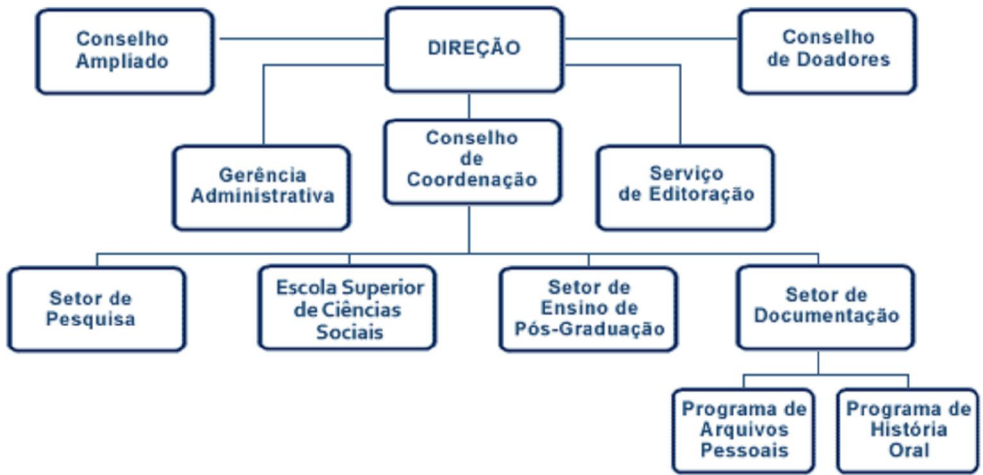 Conselho
Ampliado
DIREÇÃO
Conselho
de Doadores
Gerência
Administrativa
Conselho
de
Coordenação
Serviço
de Editoração
Setor de
Pesquisa
Escola Superior
de Ciências
Sociais
Setor de
Ensino de
Pós-Graduação
Setor de
Documentação
Programa de
Arquivos
Pessoais
Programa de
História
Oral